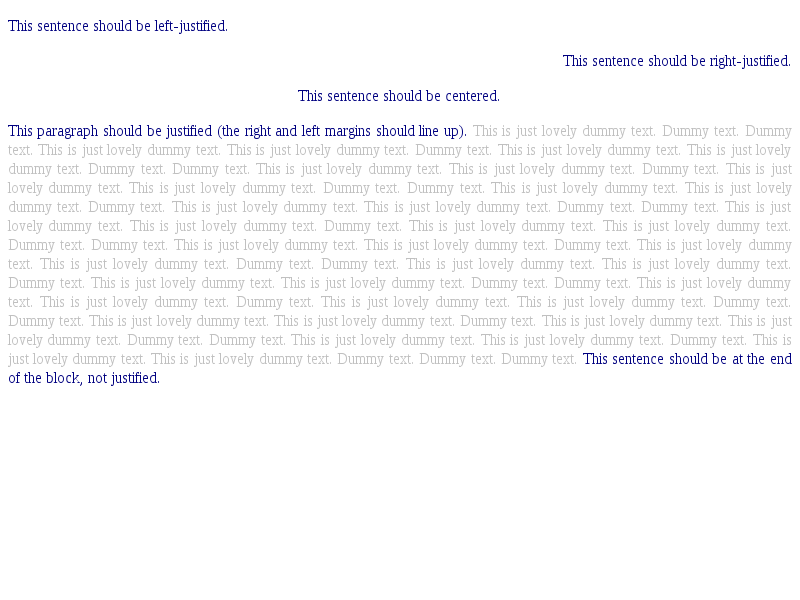 This sentence should be left-justified.
This sentence should be right-justified.
This sentence should be centered.
This paragraph should be justified (the right and left margins should line up). This is just lovely dummy text. Dummy text. Dummy
text. This is just lovely dummy text. This is just lovely dummy text. Dummy text. This is just lovely dummy text. This is just lovely
dummy text. Dummy text. Dummy text. This is just lovely dummy text. This is just lovely dummy text. Dummy text. This is just
lovely dummy text. This is just lovely dummy text. Dummy text. Dummy text. This is just lovely dummy text. This is just lovely
dummy text. Dummy text. This is just lovely dummy text. This is just lovely dummy text. Dummy text. Dummy text. This is just
lovely dummy text. This is just lovely dummy text. Dummy text. This is just lovely dummy text. This is just lovely dummy text.
Dummy text. Dummy text. This is just lovely dummy text. This is just lovely dummy text. Dummy text. This is just lovely dummy
text. This is just lovely dummy text. Dummy text. Dummy text. This is just lovely dummy text. This is just lovely dummy text.
Dummy text. This is just lovely dummy text. This is just lovely dummy text. Dummy text. Dummy text. This is just lovely dummy
text. This is just lovely dummy text. Dummy text. This is just lovely dummy text. This is just lovely dummy text. Dummy text.
Dummy text. This is just lovely dummy text. This is just lovely dummy text. Dummy text. This is just lovely dummy text. This is just
lovely dummy text. Dummy text. Dummy text. This is just lovely dummy text. This is just lovely dummy text. Dummy text. This is
just lovely dummy text. This is just lovely dummy text. Dummy text. Dummy text. Dummy text. This sentence should be at the end
of the block, not justified.